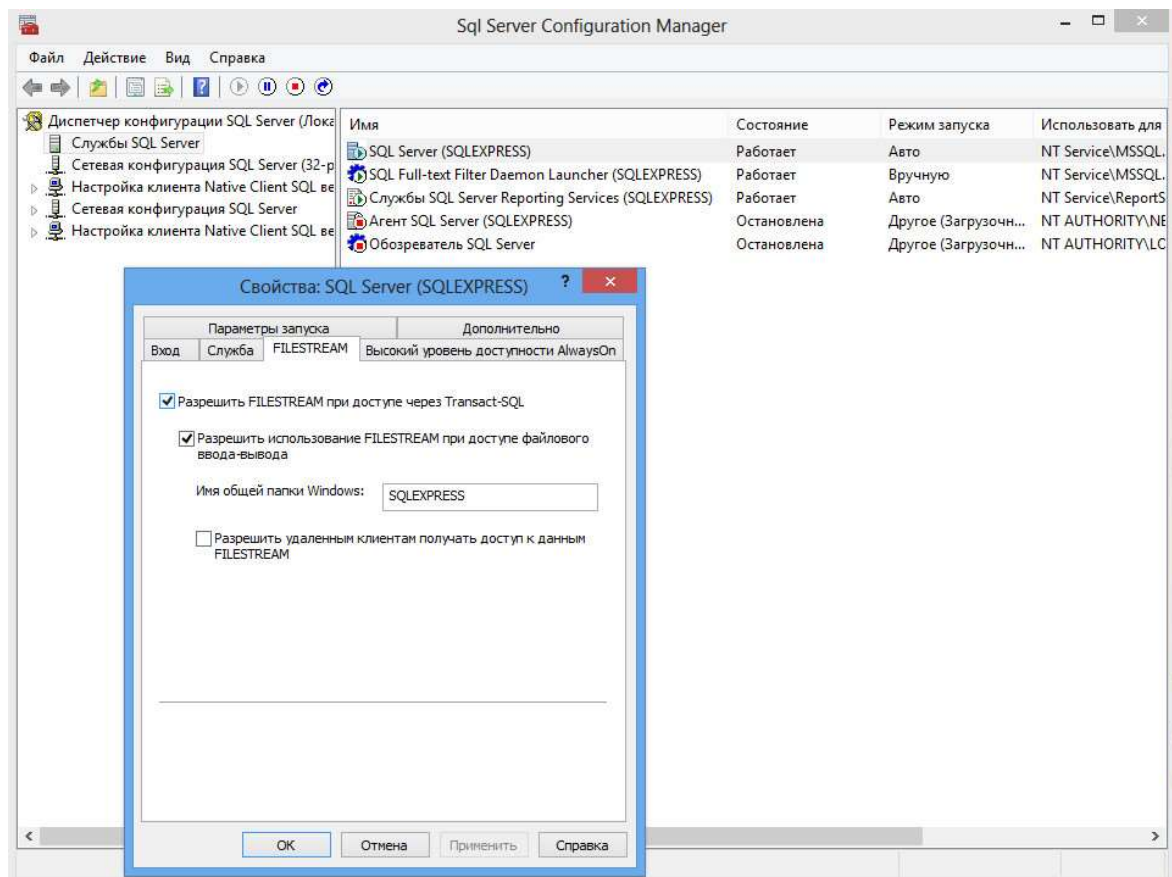 Sql Server Configuration Manager
Файл Действие Вид Справка
Диспетчер конфигурации SQL Server (Лока
Службы SQL Server
Сетевая конфигурация SQL Server (32-р
Настройка клиента Native Client SQL ве
Сетевая конфигурация SQL Server
Настройка клиента Native Client SQL ве
Имя Состояние Режим запуска Использовать для
SQL Server (SQLEXPRESS) Работает Авто NT Service\MSSQL.
SQL Full-text Filter Daemon Launcher (SQLEXPRESS) Работает Вручную NT Service\MSSQL.
Службы SQL Server Reporting Services (SQLEXPRESS) Работает Авто NT Service\ReportS
Агент SQL Server (SQLEXPRESS) Остановлена Другое (Загрузочн... NT AUTHORITY\NE
Обозреватель SQL Server Остановлена Другое (Загрузочн... NT AUTHORITY\LO
Свойства: SQL Server (SQLEXPRESS) ?
Параметры запуска Дополнительно
Вход Служба FILESTREAM Высокий уровень доступности AlwaysOn
Разрешить FILESTREAM при доступе через Transact-SQL
Разрешить использование FILESTREAM при доступе файлового
ввода-вывода
Имя общей папки Windows: SQLEXPRESS
Разрешить удаленным клиентам получать доступ к данным
FILESTREAM
OK Отмена Применить Справка